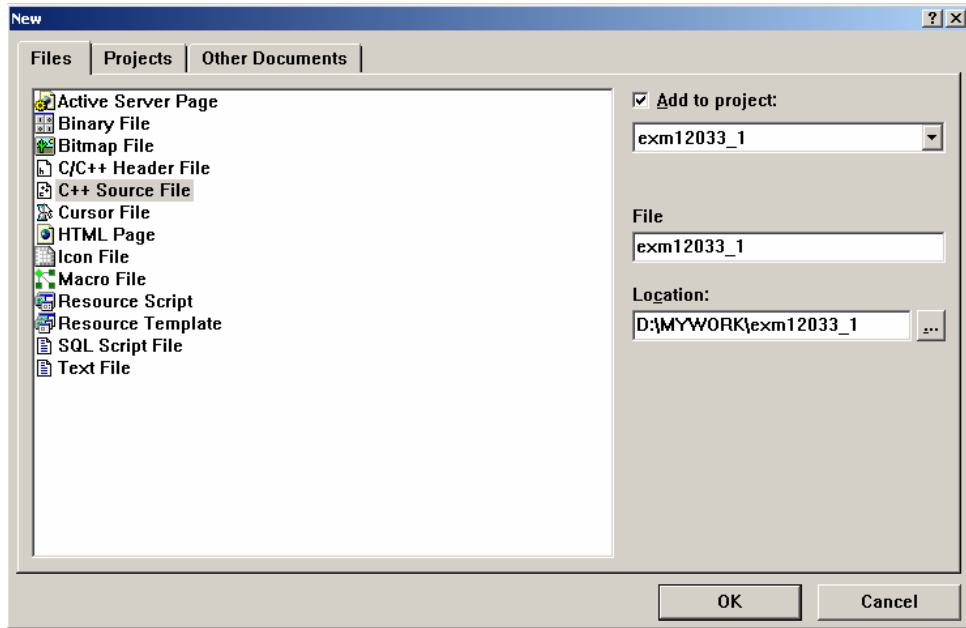 New
Files Projects Other Documents
Active Server Page
Binary File
Bitmap File
C/C++ Header File
C++ Source File
Cursor File
HTML Page
Icon File
Macro File
Resource Script
Resource Template
SQL Script File
Text File
Add to project:
exm12033_1
File
exm12033_1
Location:
D:\MYWORK\exm12033_1
...
OK Cancel